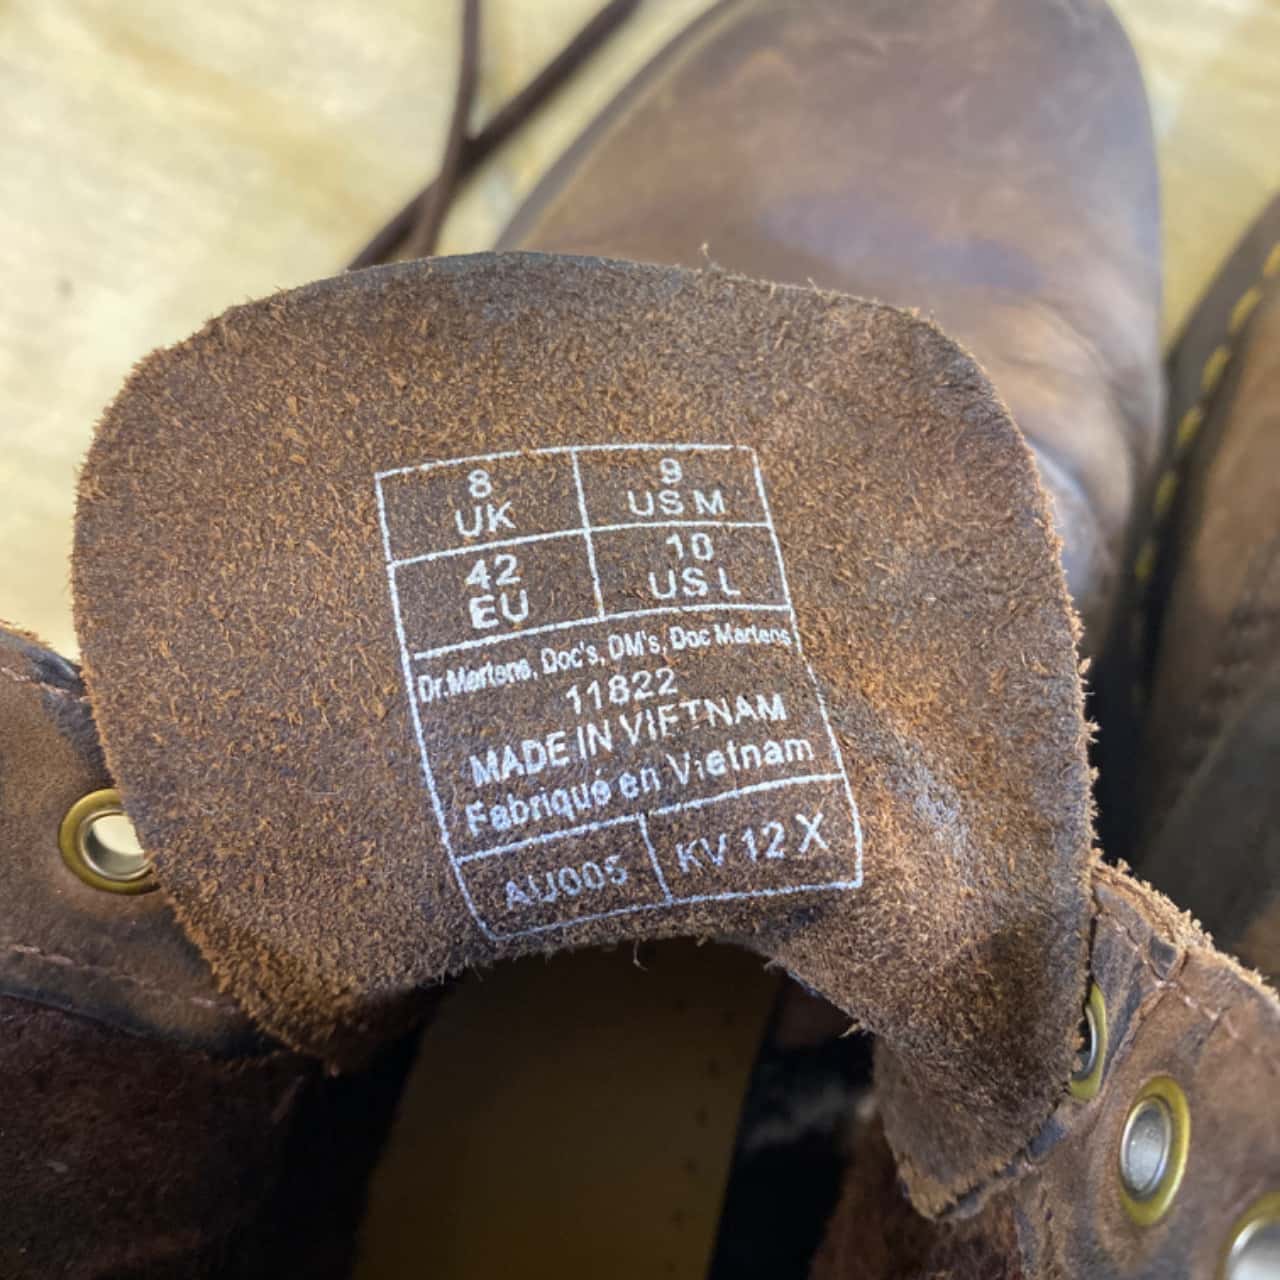 8
UK
9
US M
42
EU
10
US L
Dr.Martens, Doc's, DM's, Doc Martens
11822
MADE IN VIETNAM
Fabriqué en Vietnam
AU005
KV 12 X